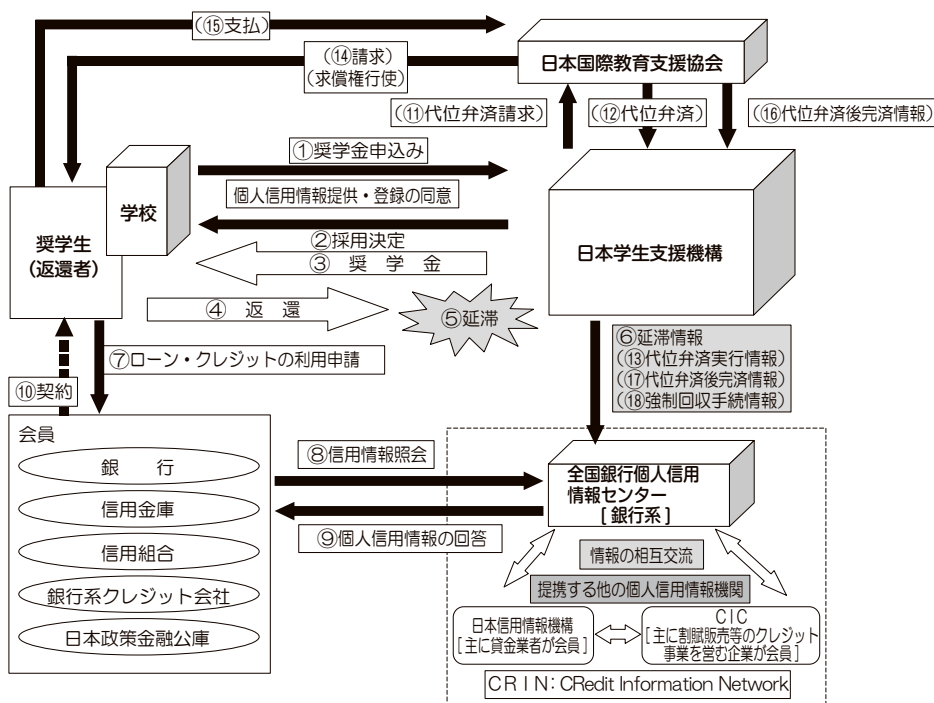 (⑮支払)
(⑭請求)
(求償権行使)
日本国際教育支援協会
(⑪代位弁済請求)
(⑫代位弁済)
(⑯代位弁済後完済情報)
①奨学金申込み
個人信用情報提供・登録の同意
学校
奨学生
(返還者)
②採用決定
③ 奨 学 金
日本学生支援機構
④ 返 還
⑤延滞
⑥延滞情報
(⑬代位弁済実行情報)
(⑰代位弁済後完済情報)
(⑱強制回収手続情報)
⑦ローン・クレジットの利用申請
⑩契約
会員
銀 行
信用金庫
信用組合
銀行系クレジット会社
日本政策金融公庫
⑧信用情報照会
⑨個人信用情報の回答
全国銀行個人信用
情報センター
[銀行系]
情報の相互交流
提携する他の個人信用情報機関
日本信用情報機構
[主に貸金業者が会員]
CIC
[主に割賦販売等のクレジット
事業を営む企業が会員]
CRIN:CRedit Information Network